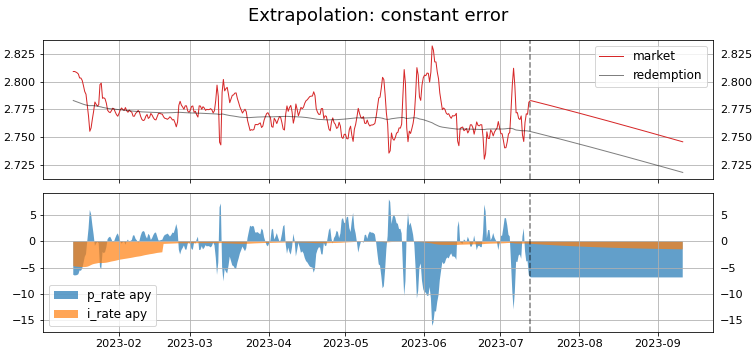 Extrapolation: constant error
2.825 2.825
2.800 2.800
2.775 2.775
2.750 2.750
2.725 2.725
market
redemption
5 5
0 0
−5 −5
−10 −10
−15 −15
p_rate apy
i_rate apy
2023-02 2023-03 2023-04 2023-05 2023-06 2023-07 2023-08 2023-09